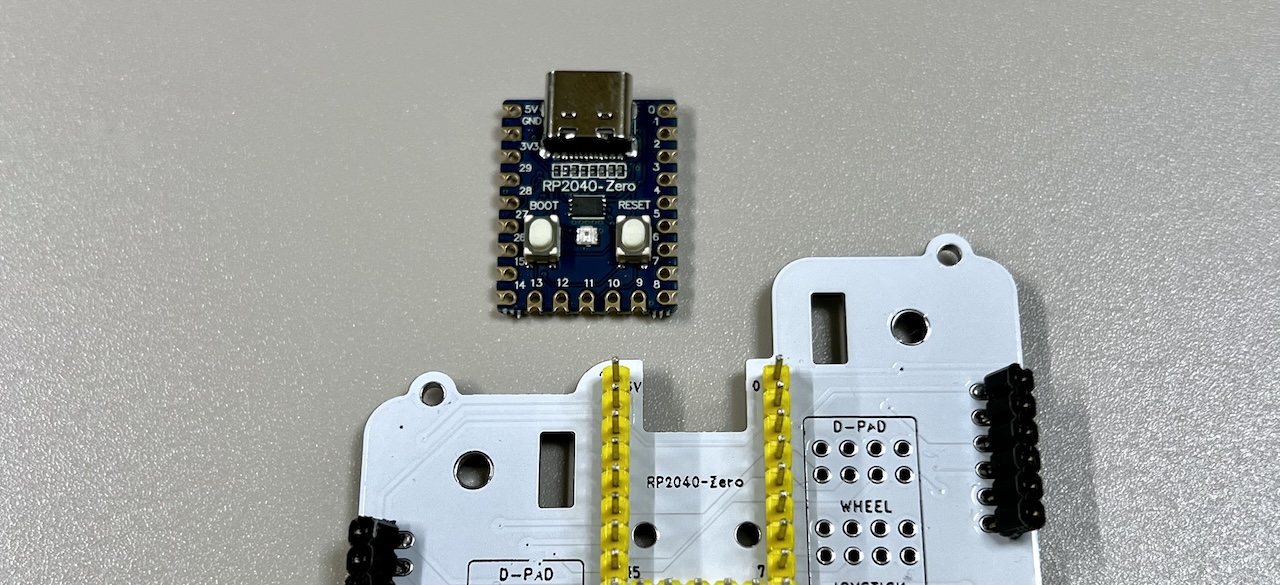 5V 0
GND 1
3V3 2
29 3
RP2040-Zero
28 4
BOOT RESET
27 5
26 6
15 7
14 13 12 11 10 9 8
5V 0
D-PAD
RP2040-Zero
WHEEL
15 7
D-PAD
JOYSTICK